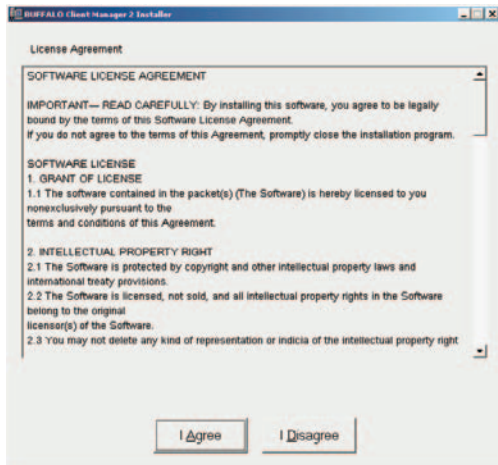 BUFFALO Client Manager 2 Installer
License Agreement
SOFTWARE LICENSE AGREEMENT
IMPORTANT— READ CAREFULLY: By installing this software, you agree to be legally
bound by the terms of this Software License Agreement.
If you do not agree to the terms of this Agreement, promptly close the installation program.
SOFTWARE LICENSE
1. GRANT OF LICENSE
1.1 The software contained in the packet(s) (The Software) is hereby licensed to you
nonexclusively pursuant to the
terms and conditions of this Agreement.
2. INTELLECTUAL PROPERTY RIGHT
2.1 The Software is protected by copyright and other intellectual property laws and
international treaty provisions.
2.2 The Software is licensed, not sold, and all intellectual property rights in the Software
belong to the original
licensor(s) of the Software.
2.3 You may not delete any kind of representation or indicia of the intellectual property right
I Agree
I Disagree